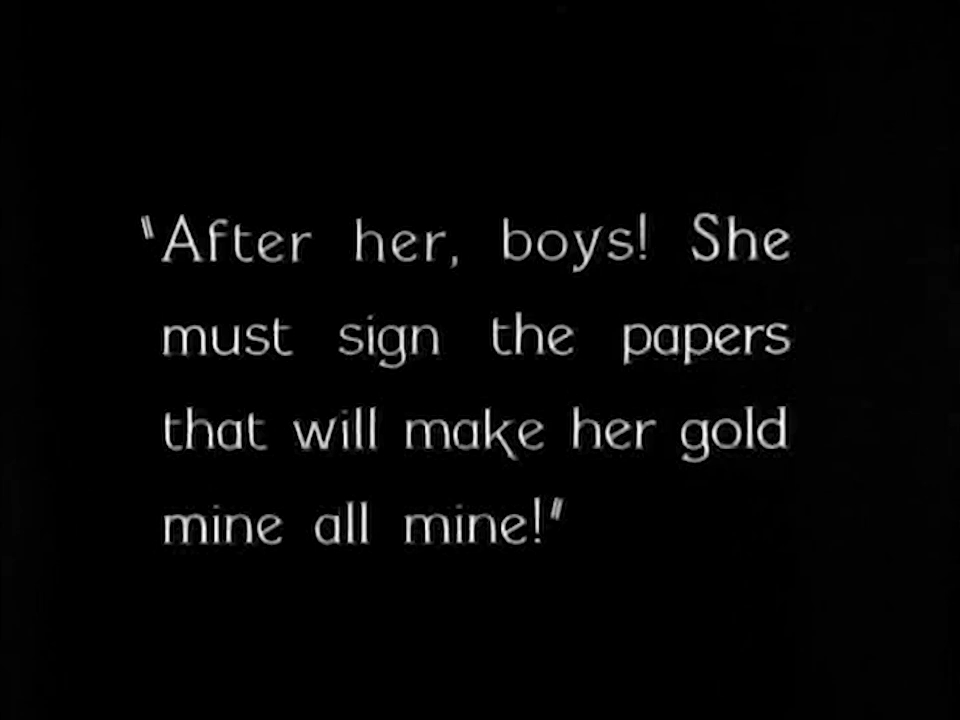 "After her, boys! She
must sign the papers
that will make her gold
mine all mine!"